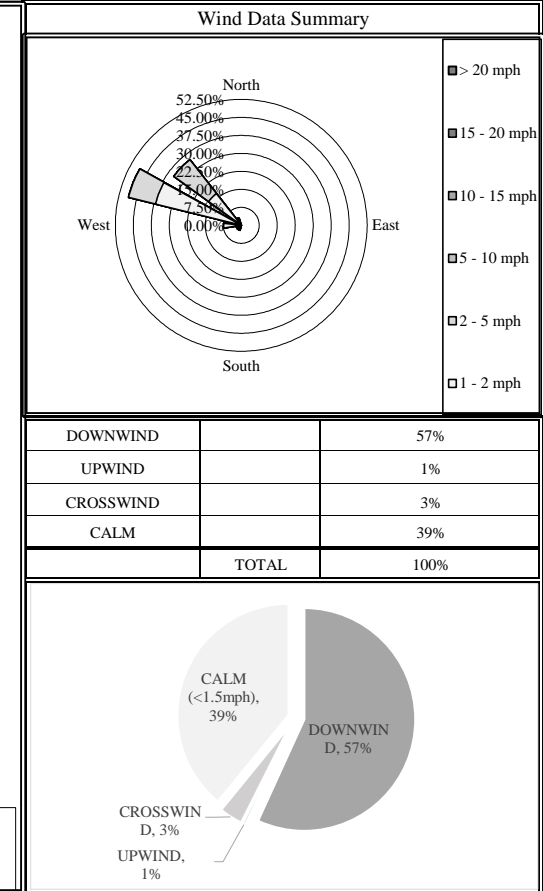 Wind Data Summary
North
52.50%
45.00%
37.50%
30.00%
22.50%
15.00%
7.50%
0.00%
West
East
South
> 20 mph
15 - 20 mph
10 - 15 mph
5 - 10 mph
2 - 5 mph
1 - 2 mph
DOWNWIND 57%
UPWIND 1%
CROSSWIND 3%
CALM 39%
TOTAL 100%
CALM
(<1.5mph),
39%
DOWNWIN
D, 57%
CROSSWIN
D, 3%
UPWIND,
1%